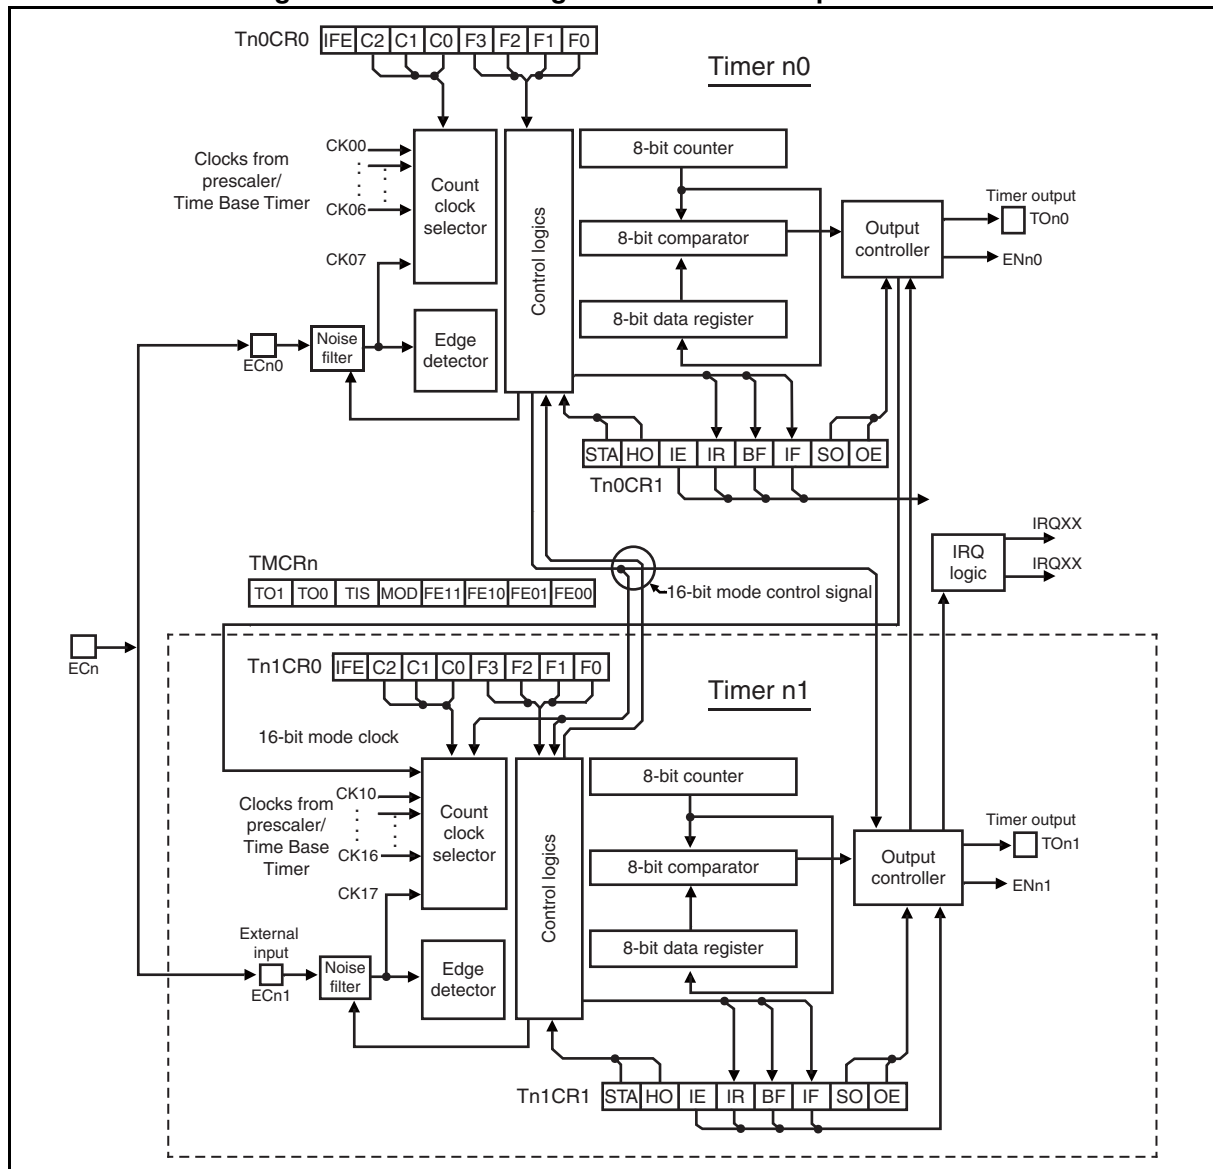 Tn0CR0
IFE C2 C1 C0 F3 F2 F1 F0
Timer n0
CK00
Clocks from
prescaler/
Time Base Timer
CK06
CK07
Count
clock
selector
Control logics
8-bit counter
8-bit comparator
8-bit data register
Output
controller
Timer output
TOn0
ENn0
ECn0
Noise
filter
Edge
detector
STA HO IE IR BF IF SO OE
Tn0CR1
IRQ
logic
IRQXX
IRQXX
TMCRn
TO1 TO0 TIS MOD FE11 FE10 FE01 FE00
16-bit mode control signal
ECn
Tn1CR0
IFE C2 C1 C0 F3 F2 F1 F0
Timer n1
16-bit mode clock
CK10
Clocks from
prescaler/
Time Base
Timer
CK16
CK17
Count
clock
selector
Control logics
8-bit counter
8-bit comparator
8-bit data register
Output
controller
Timer output
TOn1
ENn1
External
input
ECn1
Noise
filter
Edge
detector
Tn1CR1
STA HO IE IR BF IF SO OE